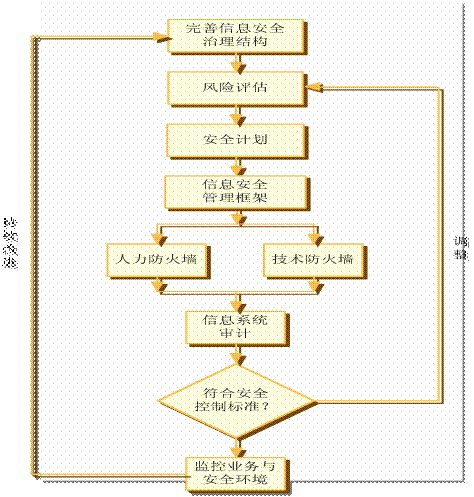 完善信息安全
治理结构
风险评估
安全计划
信息安全
管理框架
人力防火墙
技术防火墙
信息系统
审计
符合安全
控制标准？
监控业务与
安全环境
调
整